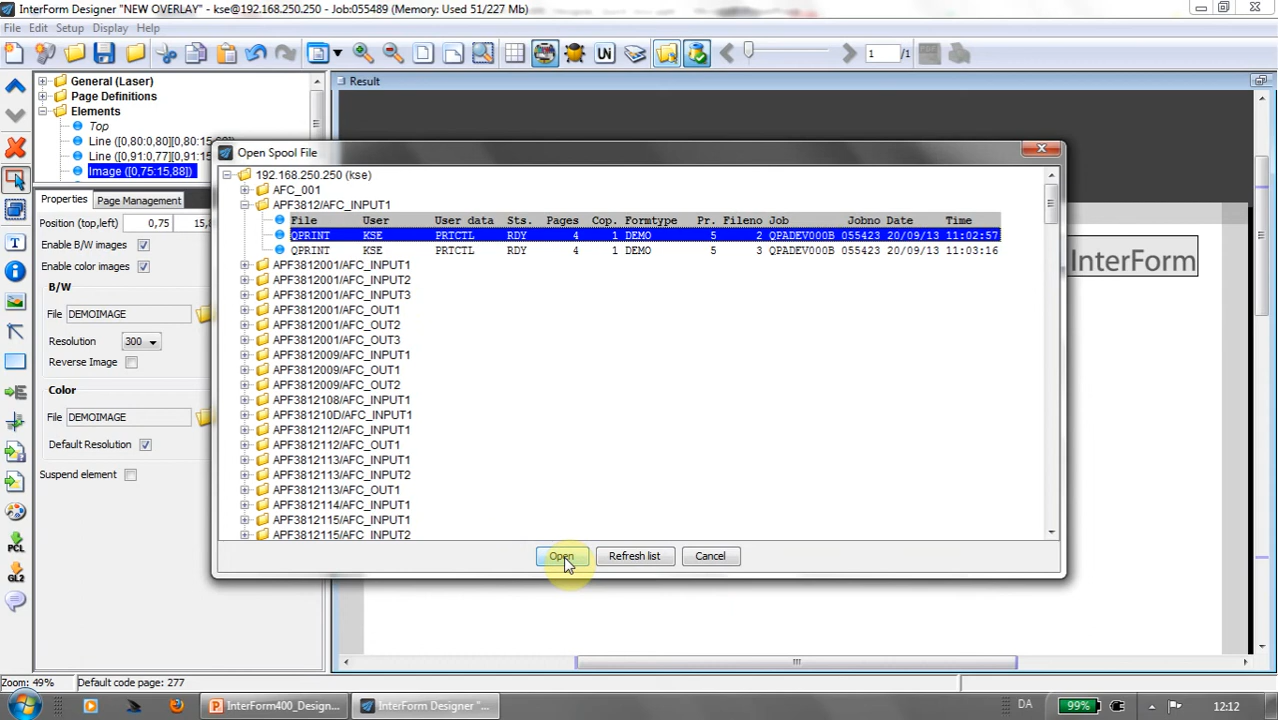 InterForm Designer "NEW OVERLAY" - kse@192.168.250.250 - Job:055489 (Memory: Used 51/227 Mb)
File Edit Setup Display Help
1 /1
General (Laser)
Page Definitions
Elements
Top
Line ([0,80:0,80][0,80:15,88])
Line ([0,91:0,77][0,91:15
Image ([0,75:15,88])
Result
Properties
Page Management
Position (top,left) 0,75 15,8
Enable B/W images
Enable color images
B/W
File DEMOIMAGE
Resolution 300
Reverse Image
Color
File DEMOIMAGE
Default Resolution
Suspend element
PCL
GL2
InterForm
Open Spool File
192.168.250.250 (kse)
AFC_001
APF3812/AFC_INPUT1
File User User data Sts. Pages Cop. Formtype Pr. Fileno Job Jobno Date Time
QPRINT KSE PRTCTL RDY 4 1 DEMO 5 2 QPADEV000B 055423 20/09/13 11:02:57
QPRINT KSE PRTCTL RDY 4 1 DEMO 5 3 QPADEV000B 055423 20/09/13 11:03:16
APF3812001/AFC_INPUT1
APF3812001/AFC_INPUT2
APF3812001/AFC_INPUT3
APF3812001/AFC_OUT1
APF3812001/AFC_OUT2
APF3812001/AFC_OUT3
APF3812009/AFC_INPUT1
APF3812009/AFC_OUT1
APF3812009/AFC_OUT2
APF3812108/AFC_INPUT1
APF381210D/AFC_INPUT1
APF3812112/AFC_INPUT1
APF3812112/AFC_OUT1
APF3812113/AFC_INPUT1
APF3812113/AFC_INPUT2
APF3812113/AFC_OUT1
APF3812114/AFC_INPUT1
APF3812115/AFC_INPUT1
APF3812115/AFC_INPUT2
Open Refresh list Cancel
Zoom: 49% Default code page: 277
InterForm400_Design...
InterForm Designer "...
DA 99% 12:12